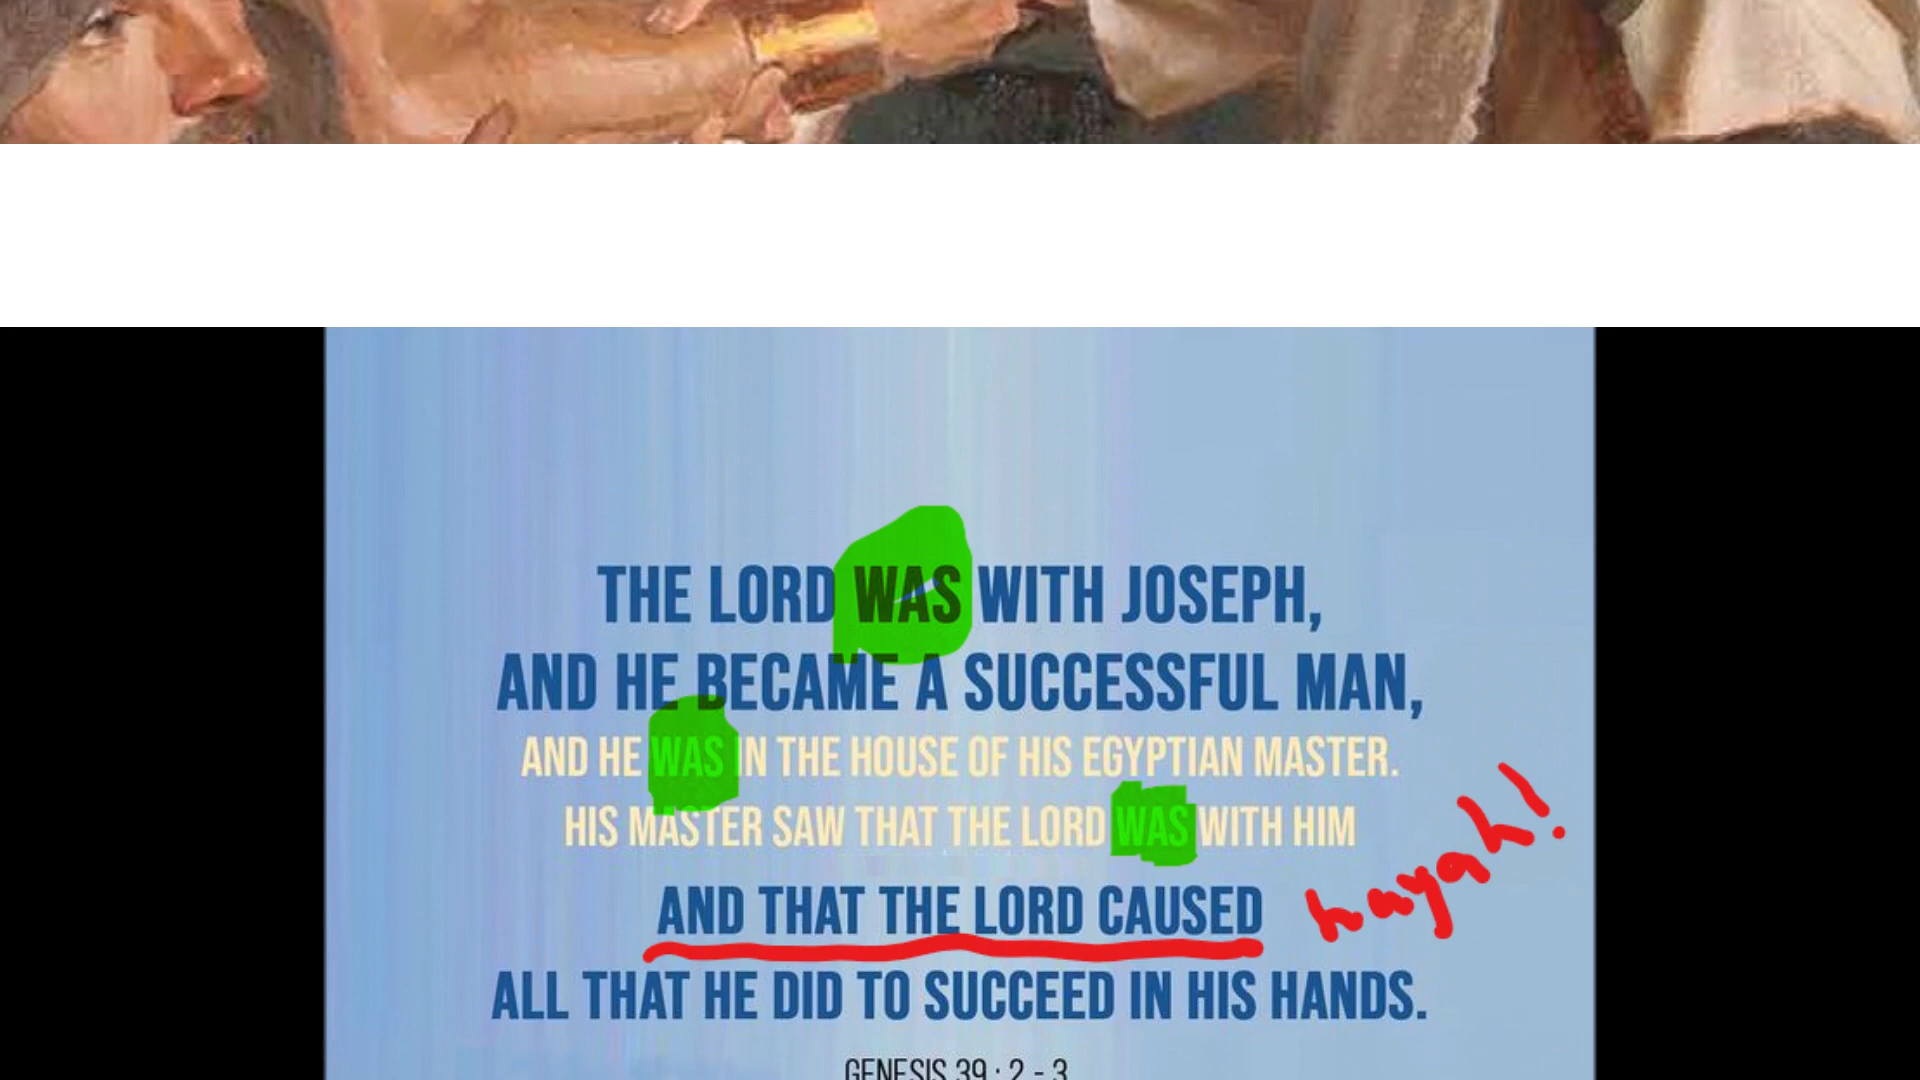 THE LORD WAS WITH JOSEPH,
AND HE BECAME A SUCCESSFUL MAN,
AND HE WAS IN THE HOUSE OF HIS EGYPTIAN MASTER.
HIS MASTER SAW THAT THE LORD WAS WITH HIM
AND THAT THE LORD CAUSED
hayah!
ALL THAT HE DID TO SUCCEED IN HIS HANDS.
GENESIS 39 : 2 - 3